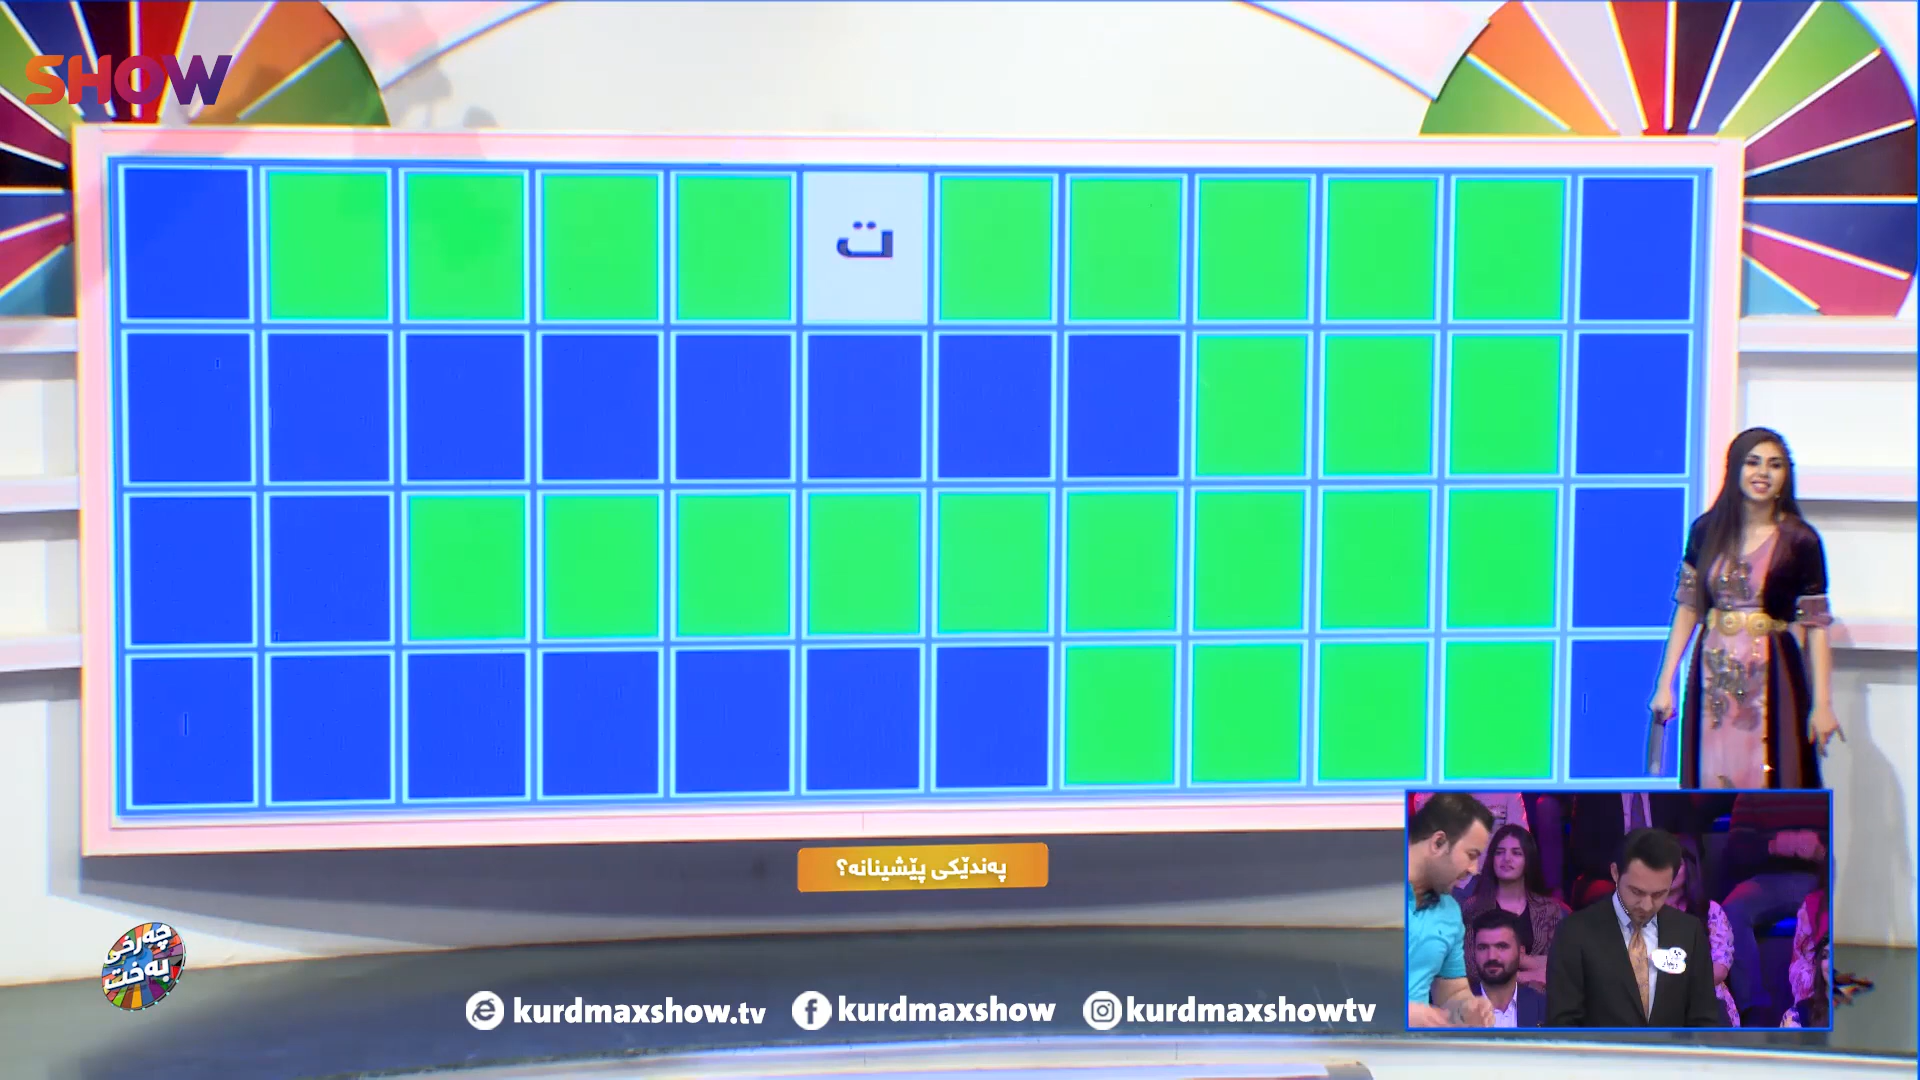 SHOW
ت
پەندێکی پێشینانە؟
چەرخی
بەخت
kurdmaxshow.tv
kurdmaxshow
kurdmaxshowtv